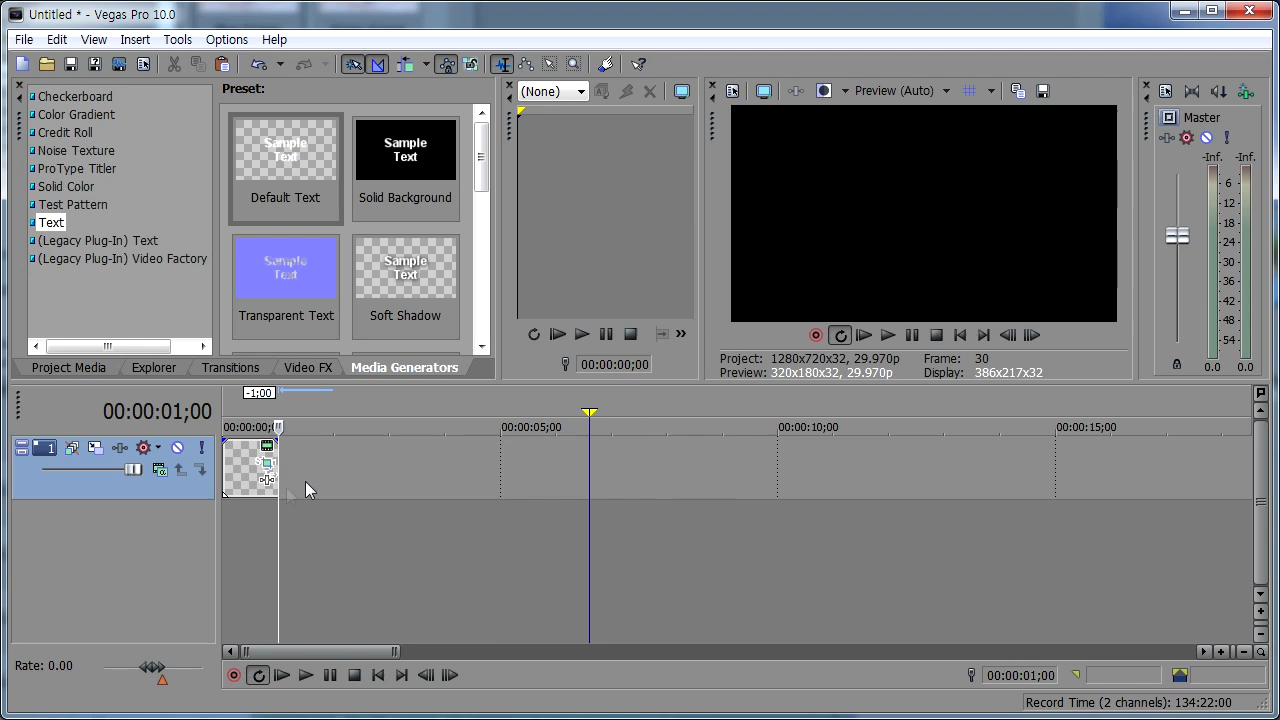 Untitled * - Vegas Pro 10.0
File Edit View Insert Tools Options Help
Checkerboard
Color Gradient
Credit Roll
Noise Texture
ProType Titler
Solid Color
Test Pattern
Text
(Legacy Plug-In) Text
(Legacy Plug-In) Video Factory
Preset:
Sample
Text
Default Text
Sample
Text
Solid Background
Sample
Text
Transparent Text
Sample
Text
Soft Shadow
Project Media Explorer Transitions Video FX Media Generators
(None)
00:00:00;00
Preview (Auto)
Project: 1280x720x32, 29.970p Frame: 30
Preview: 320x180x32, 29.970p Display: 386x217x32
Master
-Inf. -Inf.
6
12
18
24
30
36
42
48
54
0.0 0.0
-1;00
00:00:01;00
00:00:05;00 00:00:10;00 00:00:15;00
1
Rate: 0.00
00:00:01;00
Record Time (2 channels): 134:22:00